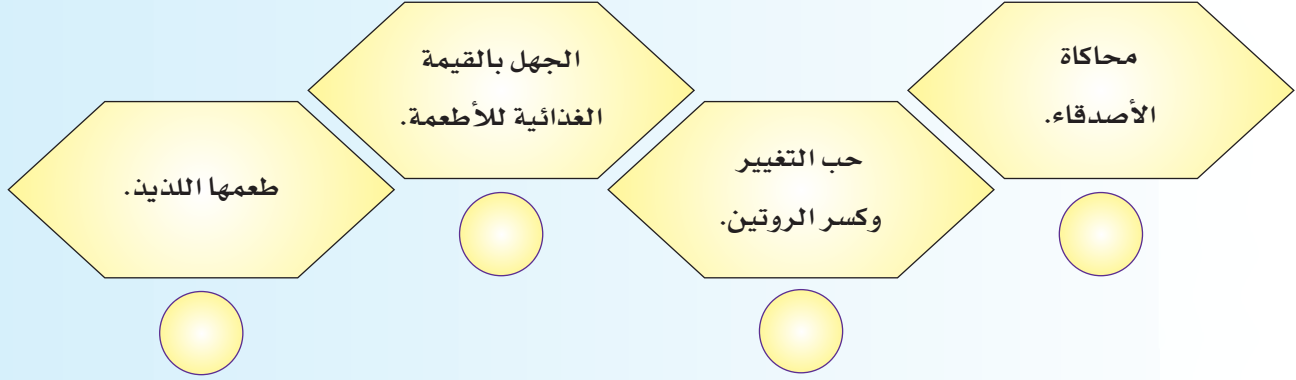 محاكاة
الأصدقاء.
حب التغيير
وكسر الروتين.
الجهل بالقيمة
الغذائية للأطعمة.
طعمها اللذيذ.